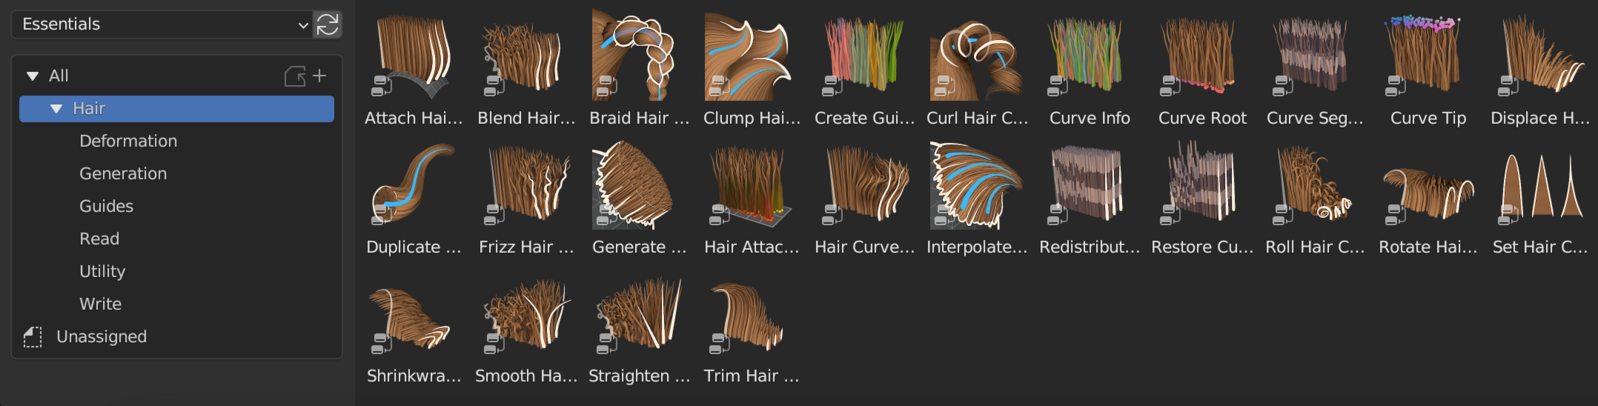 Essentials
All
Hair
Deformation
Generation
Guides
Read
Utility
Write
Unassigned
Attach Hai... Blend Hair... Braid Hair ... Clump Hai... Create Gui... Curl Hair C... Curve Info Curve Root Curve Seg... Curve Tip Displace H...
Duplicate ... Frizz Hair ... Generate ... Hair Attac... Hair Curve... Interpolate... Redistribut... Restore Cu... Roll Hair C... Rotate Hai... Set Hair C...
Shrinkwra... Smooth Ha... Straighten ... Trim Hair ...